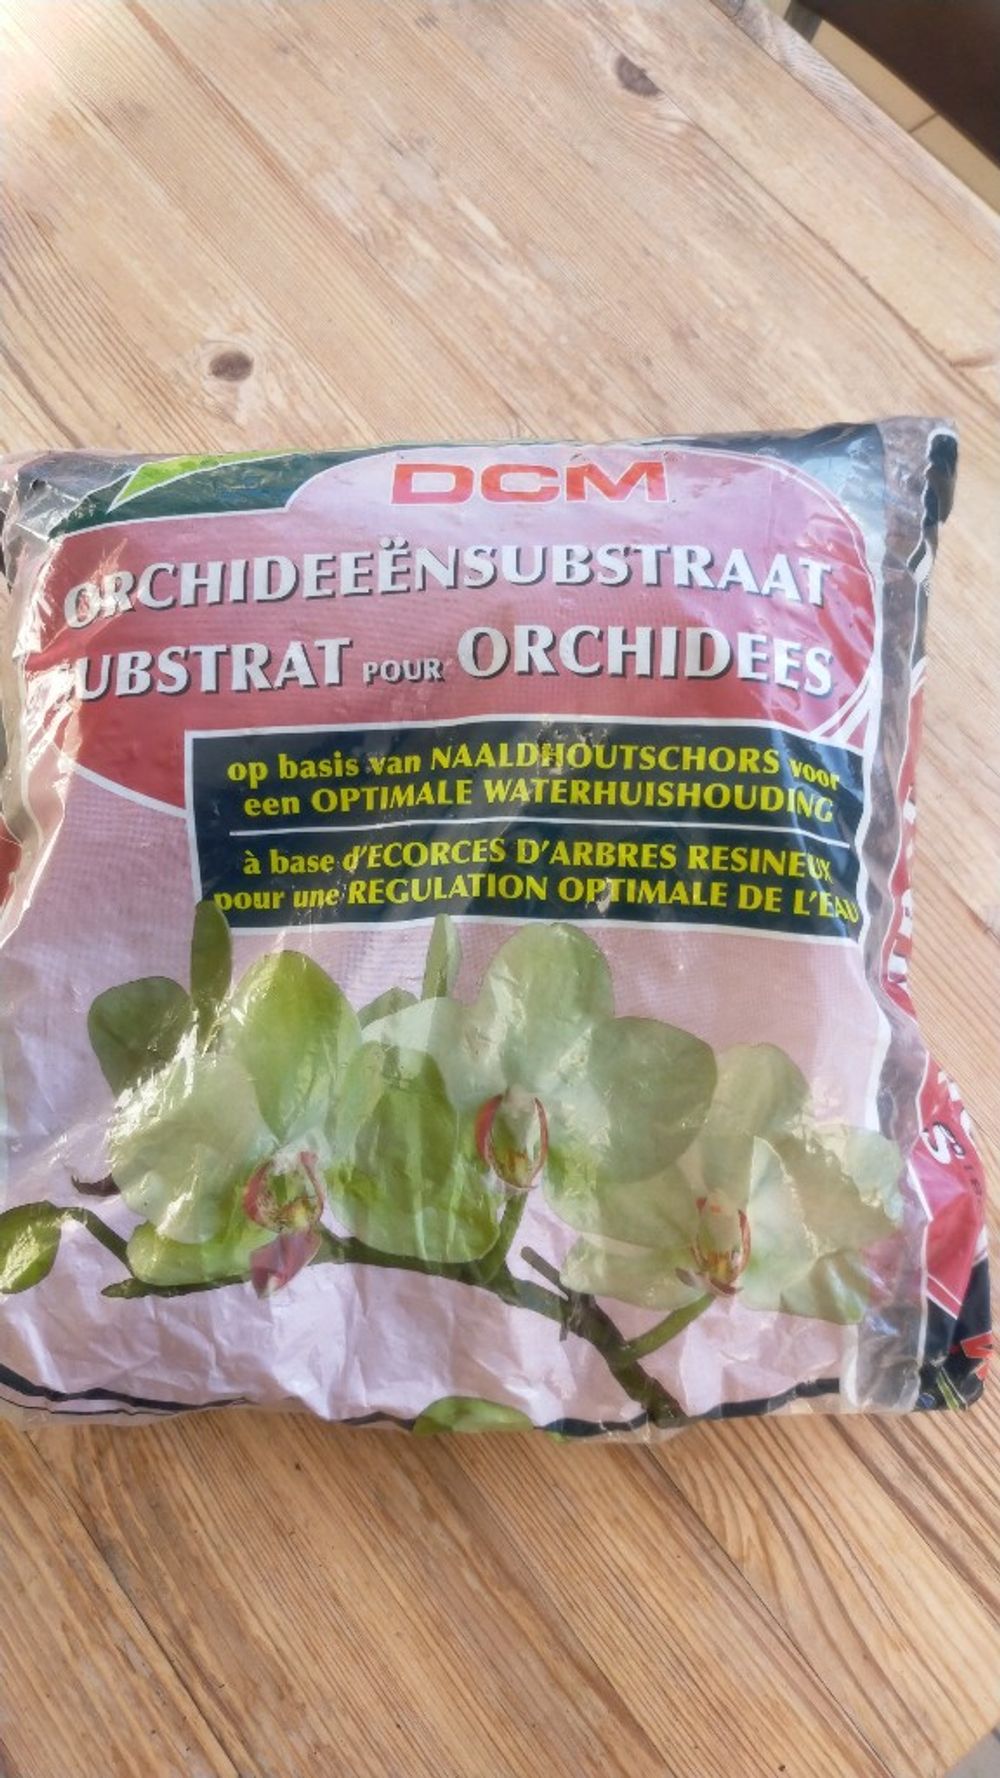 DCM
ORCHIDEEËNSUBSTRAAT
UBSTRAT POUR ORCHIDEES
op basis van NAALDHOUTSCHORS voor
een OPTIMALE WATERHUISHOUDING
à base d'ECORCES D'ARBRES RESINEUX
pour une REGULATION OPTIMALE DE L'EAU